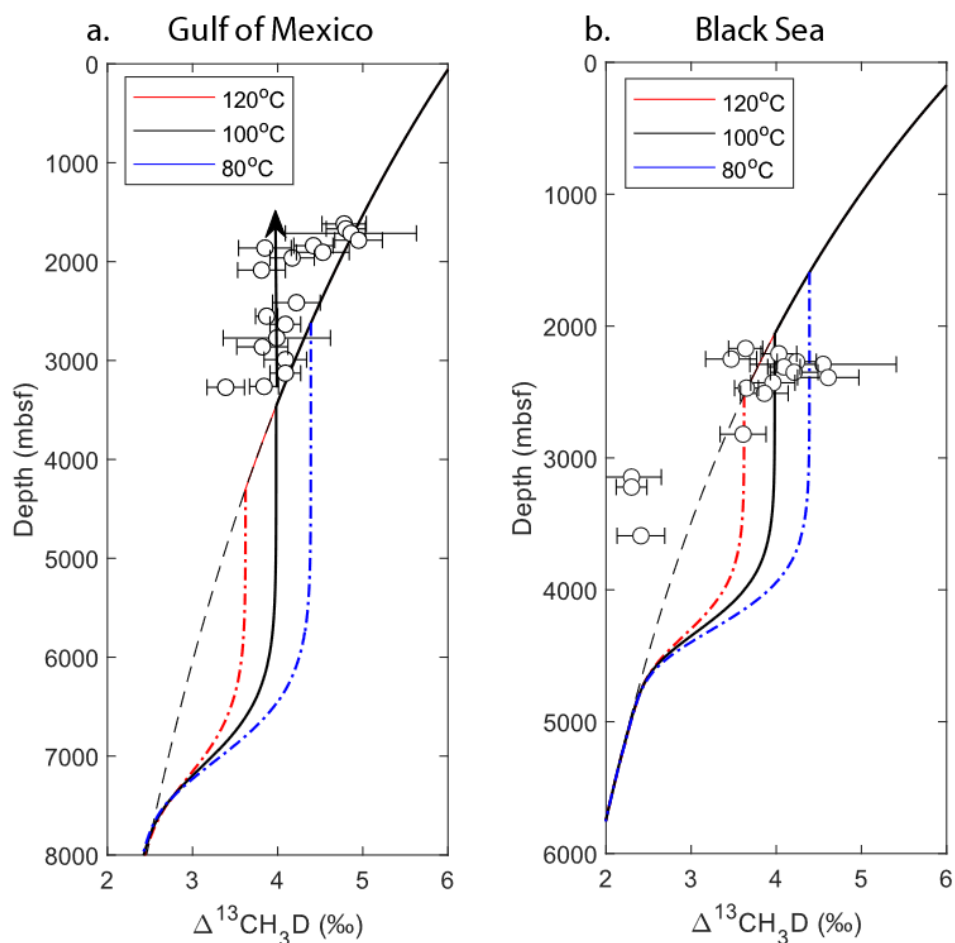 a. Gulf of Mexico
0
1000
2000
3000
4000
5000
6000
7000
8000
Depth (mbsf)
120°C
100°C
80°C
2 3 4 5 6
Δ¹³CH₃D (‰)
b. Black Sea
0
1000
2000
3000
4000
5000
6000
Depth (mbsf)
120°C
100°C
80°C
2 3 4 5 6
Δ¹³CH₃D (‰)